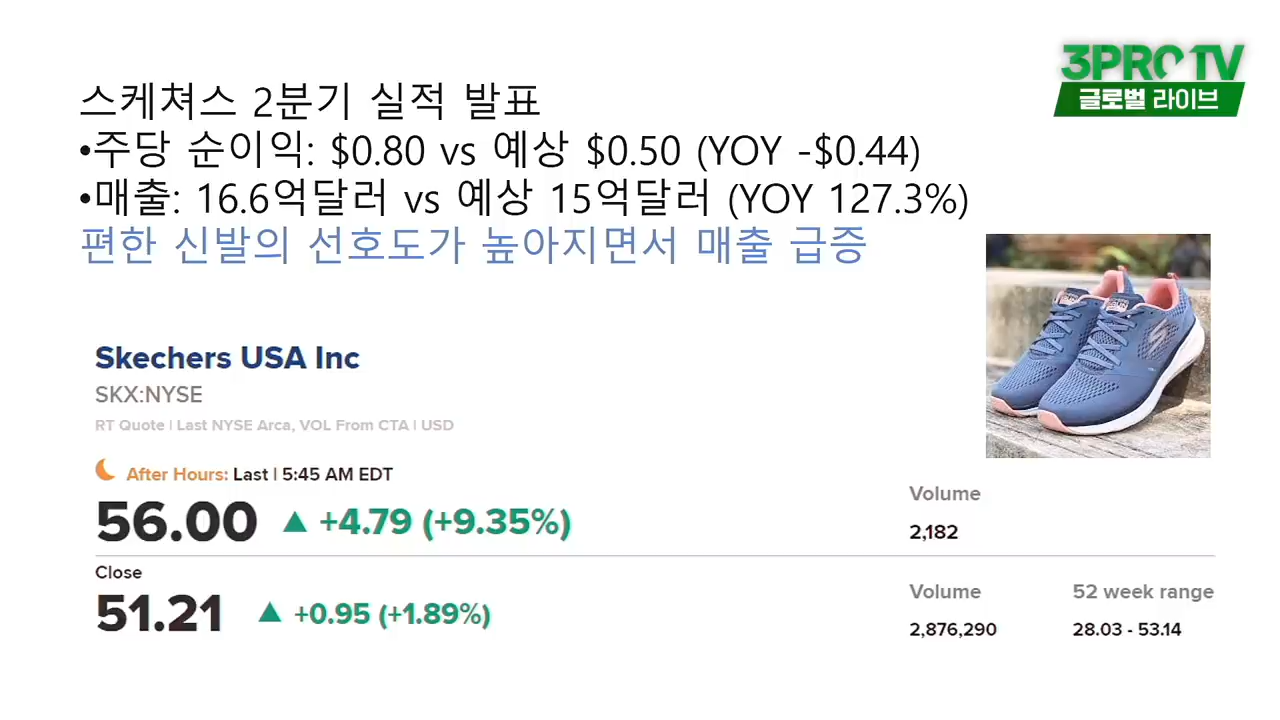 3PRO TV
글로벌 라이브
스케쳐스 2분기 실적 발표
•주당 순이익: $0.80 vs 예상 $0.50 (YOY -$0.44)
•매출: 16.6억달러 vs 예상 15억달러 (YOY 127.3%)
편한 신발의 선호도가 높아지면서 매출 급증
Skechers USA Inc
SKX:NYSE
RT Quote | Last NYSE Arca, VOL From CTA | USD
After Hours: Last | 5:45 AM EDT
56.00 ▲ +4.79 (+9.35%)
Volume
2,182
Close
51.21 ▲ +0.95 (+1.89%)
Volume
2,876,290
52 week range
28.03 - 53.14